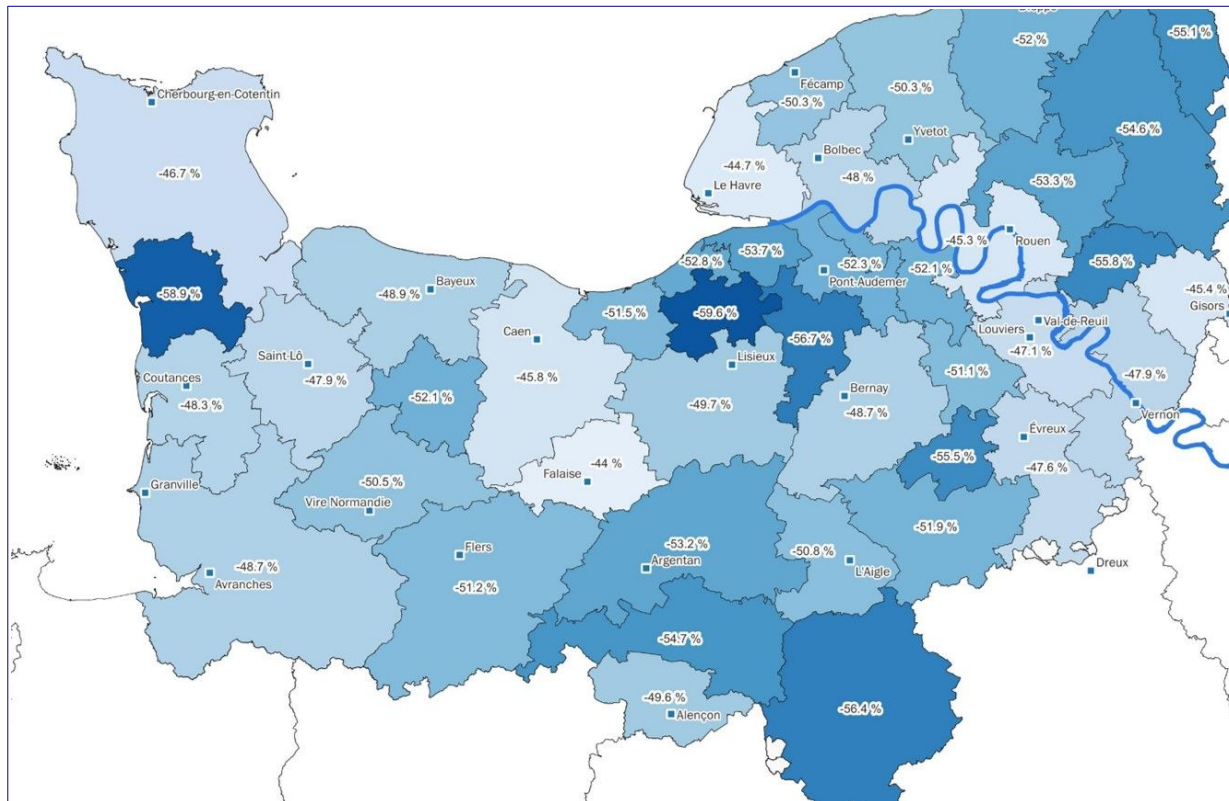 -52 %
-55.1 %
Fécamp
-50.3 %
-50.3 %
Cherbourg-en-Cotentin
-54.6 %
Yvetot
Bolbec
-44.7 %
-48 %
-46.7 %
-53.3 %
Le Havre
Rouen
-45.3 %
-53.7 %
-52.8 %
-52.3 %
-52.1 %
-55.8 %
Pont-Audemer
-45.4 %
Gisors
Bayeux
-48.9 %
-58.9 %
-59.6 %
-51.5 %
Val-de-Reuil
Louviers
Caen
-56.7 %
-47.1 %
Saint-Lô
Lisieux
-51.1 %
-47.9 %
-45.8 %
-47.9 %
Coutances
-49.7 %
Bernay
-52.1 %
-48.3 %
-48.7 %
Vernon
Évreux
-55.5 %
-44 %
-47.6 %
Falaise
-50.5 %
Granville
Vire Normandie
-51.9 %
-53.2 %
-50.8 %
Flers
Argentan
L'Aigle
Dreux
-48.7 %
Avranches
-51.2 %
-54.7 %
-49.6 %
-56.4 %
Alençon